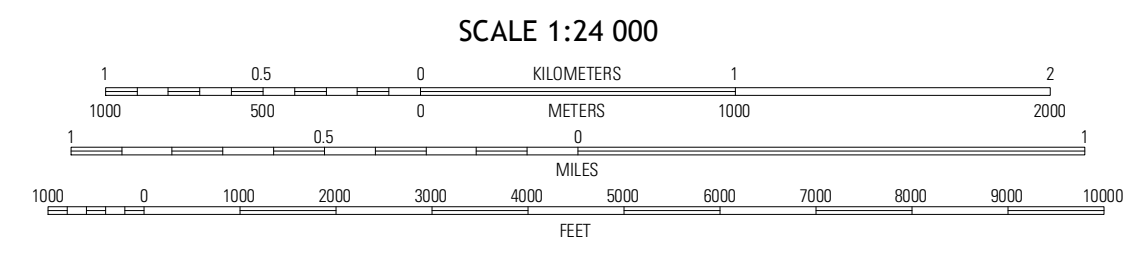 SCALE 1:24 000
1 0.5 0 KILOMETERS 1 2
1000 500 0 METERS 1000 2000
1 0.5 0 1
MILES
1000 0 1000 2000 3000 4000 5000 6000 7000 8000 9000 10000
FEET